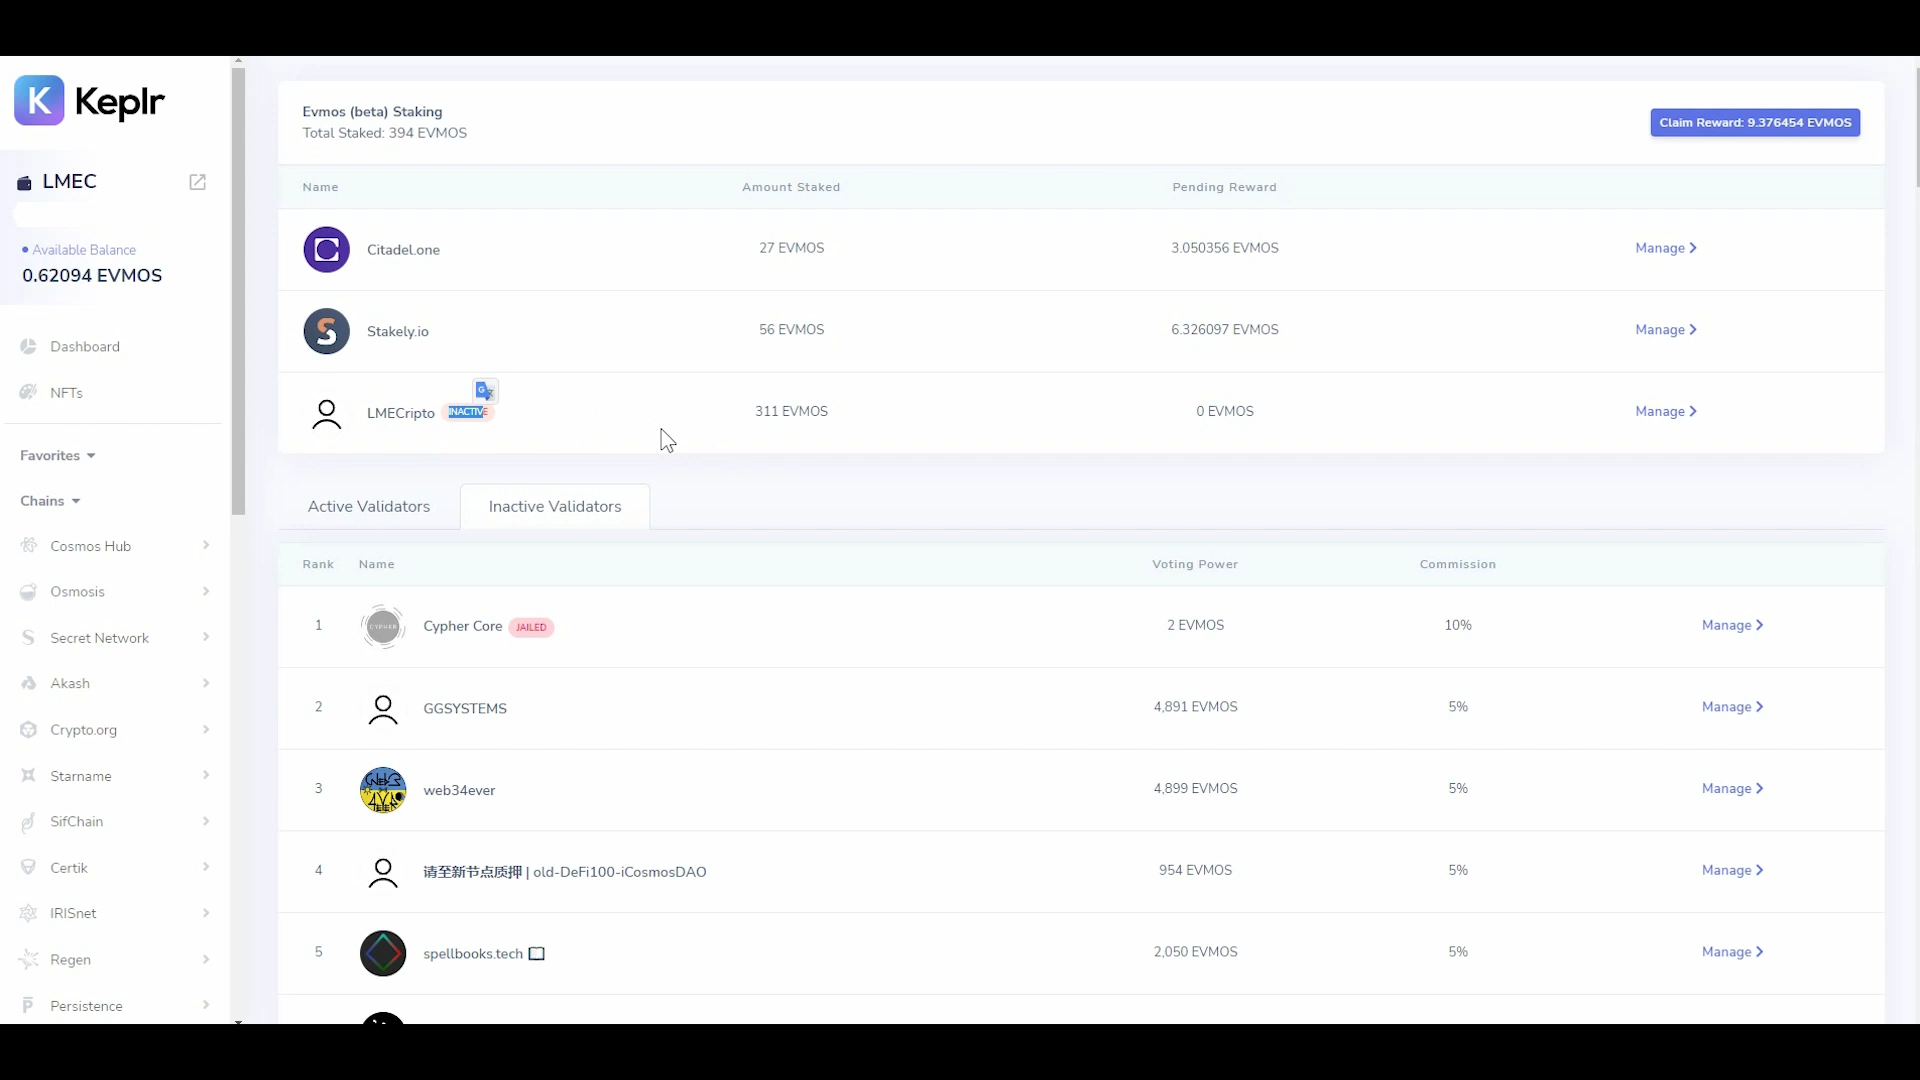 Keplr
LMEC
Available Balance
0.62094 EVMOS
Dashboard
NFTs
Favorites
Chains
Cosmos Hub
Osmosis
Secret Network
Akash
Crypto.org
Starname
SifChain
Certik
IRISnet
Regen
Persistence
Evmos (beta) Staking
Total Staked: 394 EVMOS
Claim Reward: 9.376454 EVMOS
Name Amount Staked Pending Reward
Citadel.one 27 EVMOS 3.050356 EVMOS Manage
Stakely.io 56 EVMOS 6.326097 EVMOS Manage
LMECripto INACTIVE 311 EVMOS 0 EVMOS Manage
Active Validators Inactive Validators
Rank Name Voting Power Commission
1 CYPHER Cypher Core JAILED 2 EVMOS 10% Manage
2 GGSYSTEMS 4,891 EVMOS 5% Manage
3 web34ever 4,899 EVMOS 5% Manage
4 请至新节点质押 | old-DeFi100-iCosmosDAO 954 EVMOS 5% Manage
5 spellbooks.tech 2,050 EVMOS 5% Manage